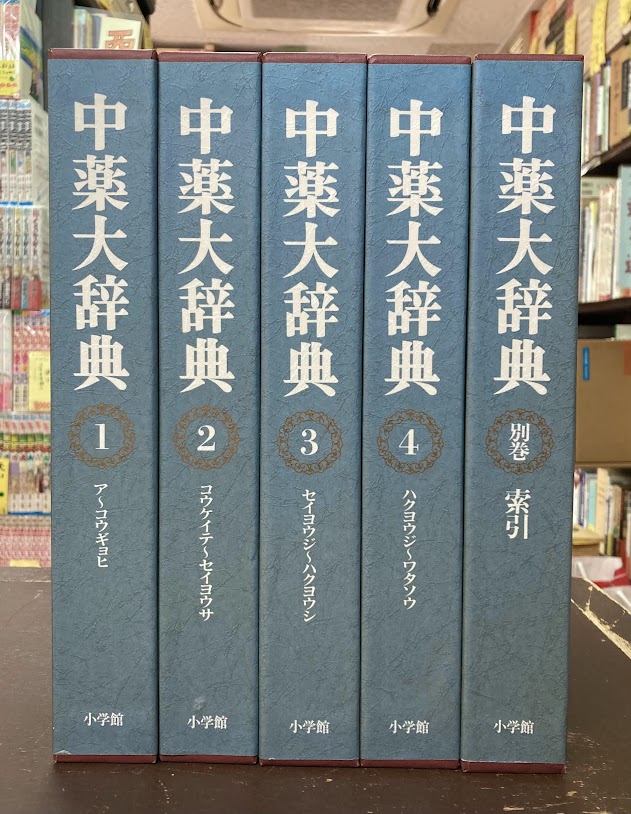 中薬大辞典
1
ア～コウギョヒ
小学館
中薬大辞典
2
コウケイテ～セイヨウサ
小学館
中薬大辞典
3
セイヨウジ～ハクヨウシ
小学館
中薬大辞典
4
ハクヨウジ～ワタソウ
小学館
中薬大辞典
別巻
索引
小学館